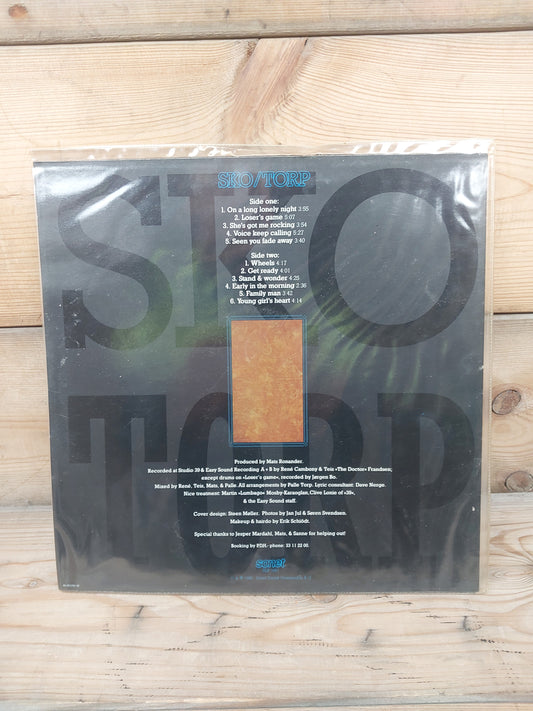 SKO
TORP
SKO/TORP
Side one:
1. On a long lonely night 3:55
2. Loser's game 5:07
3. She's got me rocking 3:54
4. Voice keep calling 5:27
5. Seen you fade away 3:40
Side two:
1. Wheels 4:17
2. Get ready 4:01
3. Stand & wonder 4:25
4. Early in the morning 2:36
5. Family man 3:42
6. Young girl's heart 4:14
Produced by Mats Ronander.
Recorded at Studio 39 & Easy Sound Recording A + B by René Cambony & Teis «The Doctor» Frandsen;
except drums on «Loser's game», recorded by Jørgen Bo.
Mixed by René, Teis, Mats, & Palle. All arrangements by Palle Torp. Lyric consultant: Dave Nerge.
Nice treatment: Martin «Lumbago» Mosby-Karanglan, Clive Loxie of «39»,
& the Easy Sound staff.
Cover design: Steen Møller. Photos by Jan Jul & Søren Svendsen.
Makeup & hairdo by Erik Schiödt.
Special thanks to Jesper Mardahl, Mats, & Sanne for helping out!
Booking by PDH.- phone: 33 11 22 00.
sonet